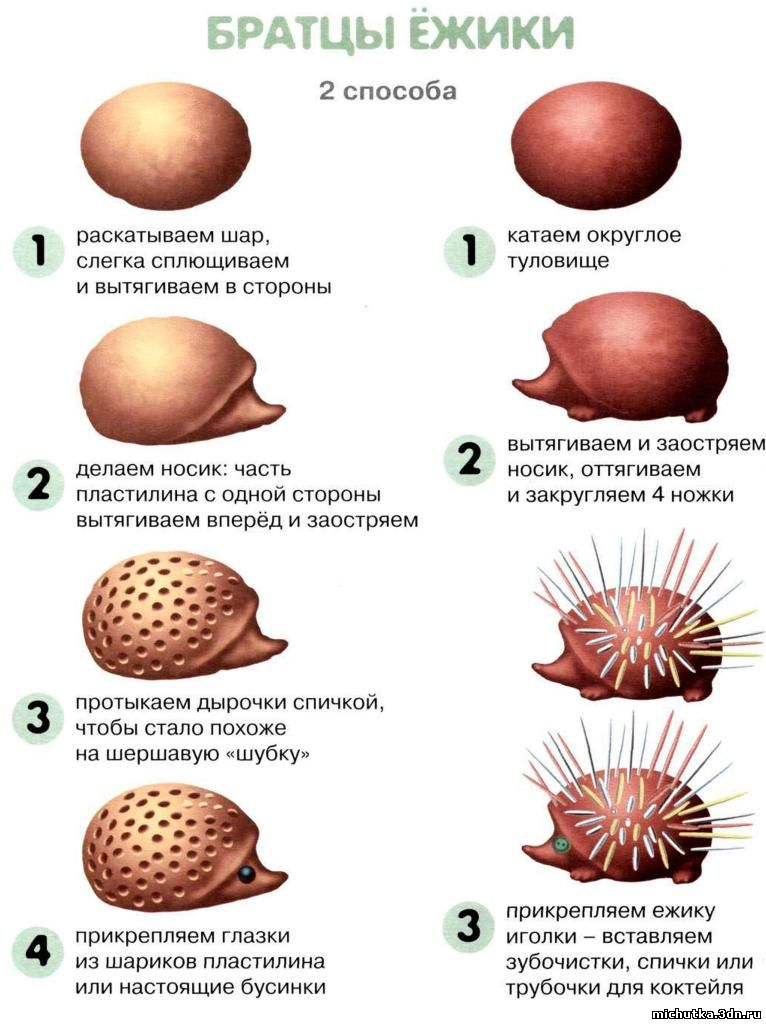 БРАТЦЫ ЁЖИКИ
2 способа
1
раскатываем шар,
слегка сплющиваем
и вытягиваем в стороны
2
делаем носик: часть
пластилина с одной стороны
вытягиваем вперёд и заостряем
3
протыкаем дырочки спичкой,
чтобы стало похоже
на шершавую «шубку»
4
прикрепляем глазки
из шариков пластилина
или настоящие бусинки
1
катаем округлое
туловище
2
вытягиваем и заостряем
носик, оттягиваем
и закругляем 4 ножки
3
прикрепляем ежику
иголки – вставляем
зубочистки, спички или
трубочки для коктейля
michutka.3dn.ru